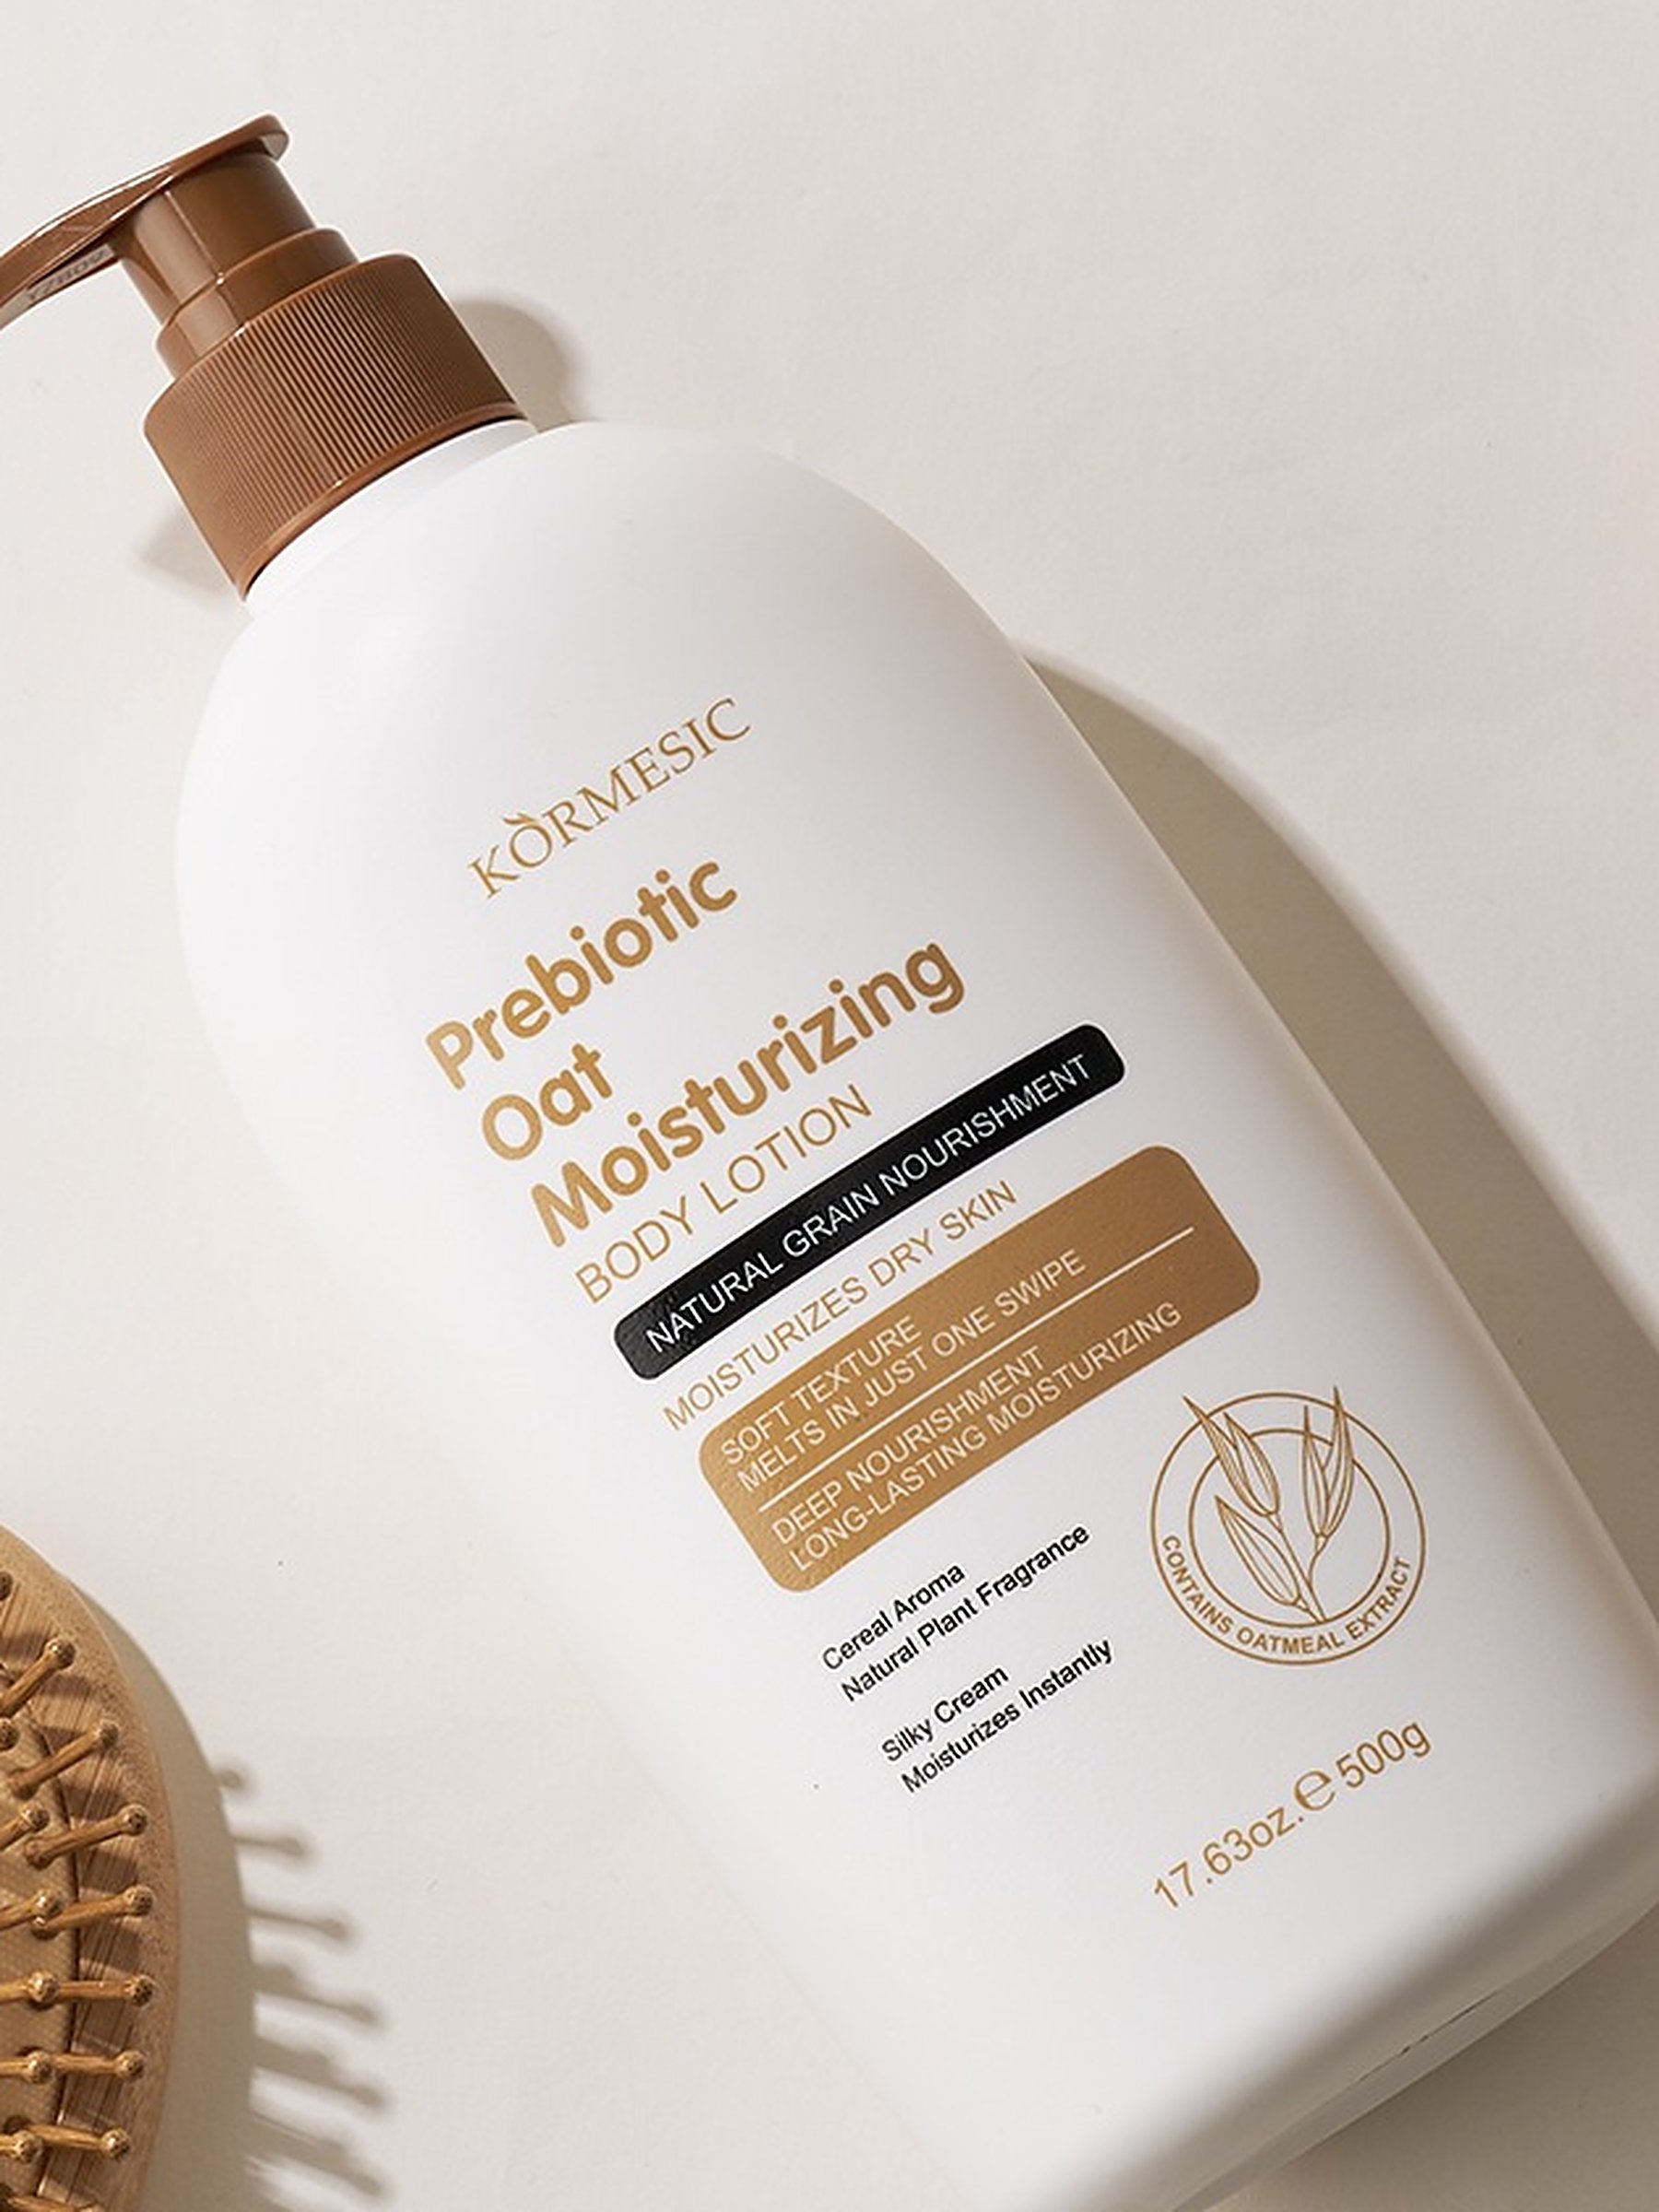 KORMESIC
Prebiotic
Oat
Moisturizing
BODY LOTION
NATURAL GRAIN NOURISHMENT
MOISTURIZES DRY SKIN
SOFT TEXTURE
MELTS IN JUST ONE SWIPE
DEEP NOURISHMENT
LONG-LASTING MOISTURIZING
Cereal Aroma
Natural Plant Fragrance
Silky Cream
Moisturizes Instantly
CONTAINS OATMEAL EXTRACT
17.63oz.℮500g